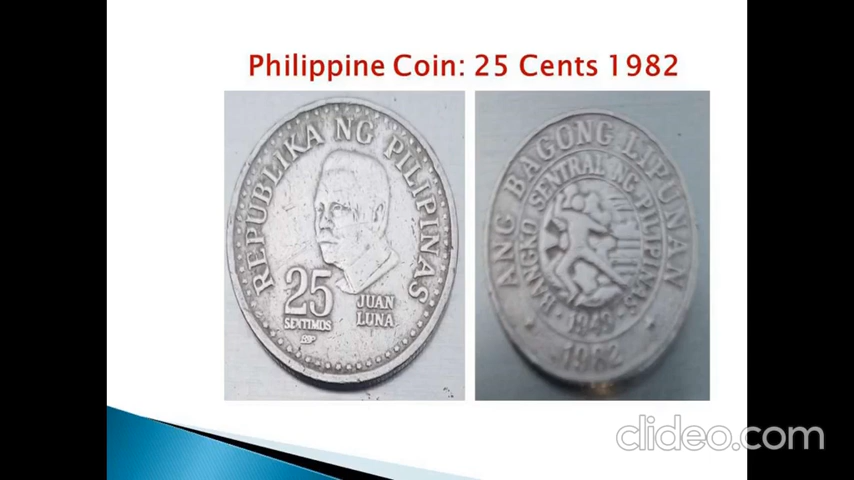 Philippine Coin: 25 Cents 1982
REPUBLIKA NG PILIPINAS
25
SENTIMOS
JUAN
LUNA
BSP
ANG BAGONG LIPUNAN
BANGKO SENTRAL NG PILIPINAS
1949
1982
clideo.com